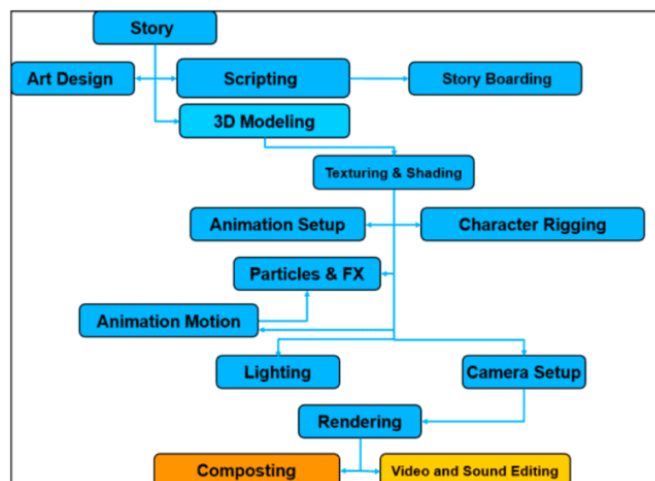 Story
Art Design
Scripting
Story Boarding
3D Modeling
Texturing & Shading
Animation Setup
Character Rigging
Particles & FX
Animation Motion
Lighting
Camera Setup
Rendering
Composting
Video and Sound Editing